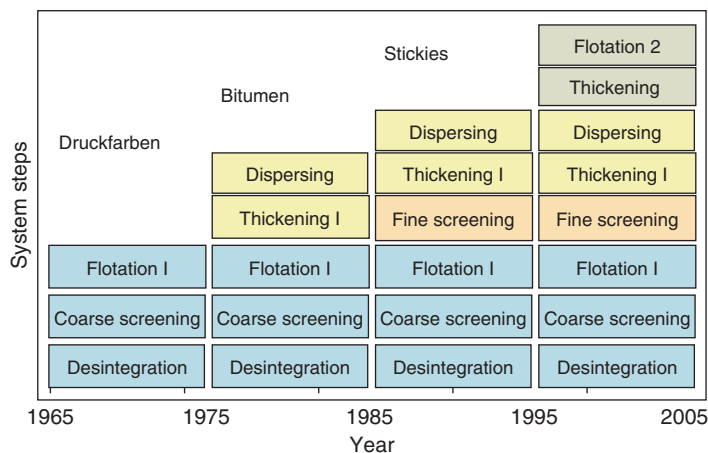 Flotation 2
Stickies
Thickening
Bitumen
Dispersing Dispersing
Druckfarben
Dispersing Thickening I Thickening I
Thickening I Fine screening Fine screening
Flotation I Flotation I Flotation I Flotation I
Coarse screening Coarse screening Coarse screening Coarse screening
Desintegration Desintegration Desintegration Desintegration
System steps
1965 1975 1985 1995 2005
Year